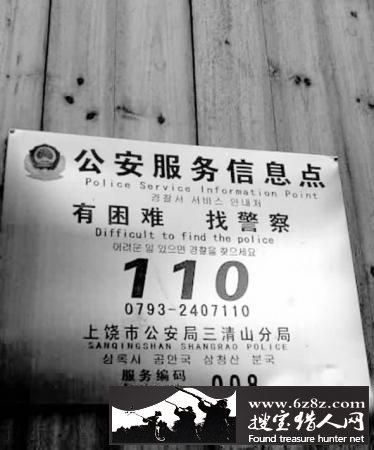 公安服务信息点
Police Service Information Point
경찰서 서비스 안내처
有困难 找警察
Difficult to find the police
어려운 일 있으면 경찰을 찾으세요
110
0793-2407110
上饶市公安局三清山分局
SANQINGSHAN SHANGRAO POLICE
삼록시 공안국 삼청산 분국
服务编码
008
www.6z8z.com
搜宝猎人网
Found treasure hunter net